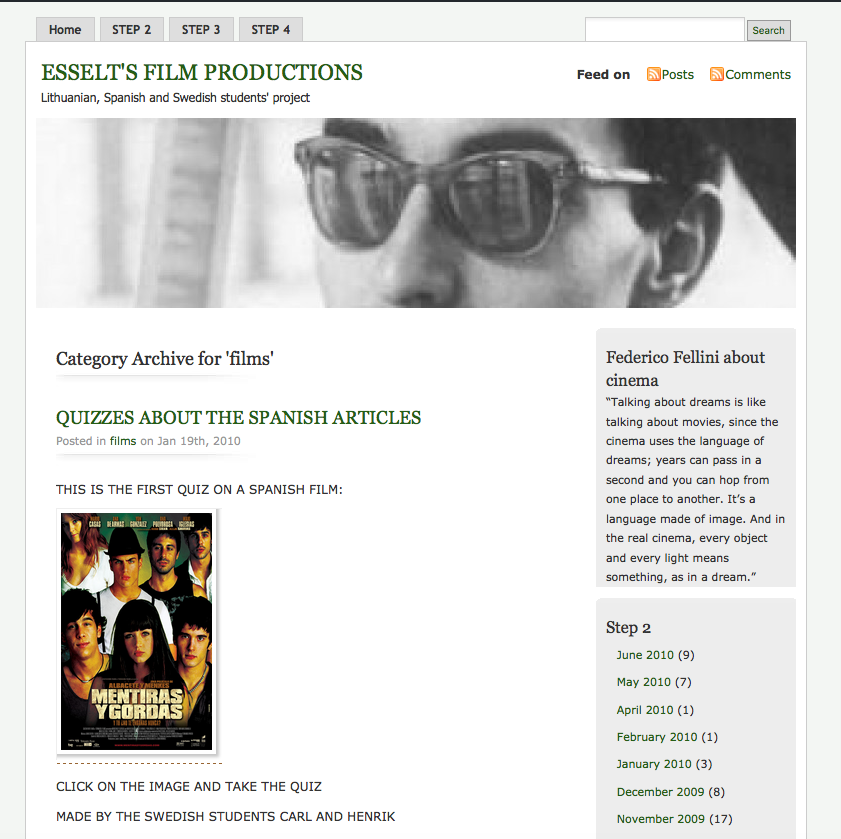 Home STEP 2 STEP 3 STEP 4 Search
ESSELT'S FILM PRODUCTIONS
Feed on Posts Comments
Lithuanian, Spanish and Swedish students' project
Category Archive for 'films'
QUIZZES ABOUT THE SPANISH ARTICLES
Posted in films on Jan 19th, 2010
THIS IS THE FIRST QUIZ ON A SPANISH FILM:
CASAS DE ARMAS GONZALEZ POLVOROSA IGLESIAS
ALBACETE Y MENKES
MENTIRAS
Y GORDAS
CLICK ON THE IMAGE AND TAKE THE QUIZ
MADE BY THE SWEDISH STUDENTS CARL AND HENRIK
Federico Fellini about
cinema
“Talking about dreams is like
talking about movies, since the
cinema uses the language of
dreams; years can pass in a
second and you can hop from
one place to another. It’s a
language made of image. And in
the real cinema, every object
and every light means
something, as in a dream.”
Step 2
June 2010 (9)
May 2010 (7)
April 2010 (1)
February 2010 (1)
January 2010 (3)
December 2009 (8)
November 2009 (17)